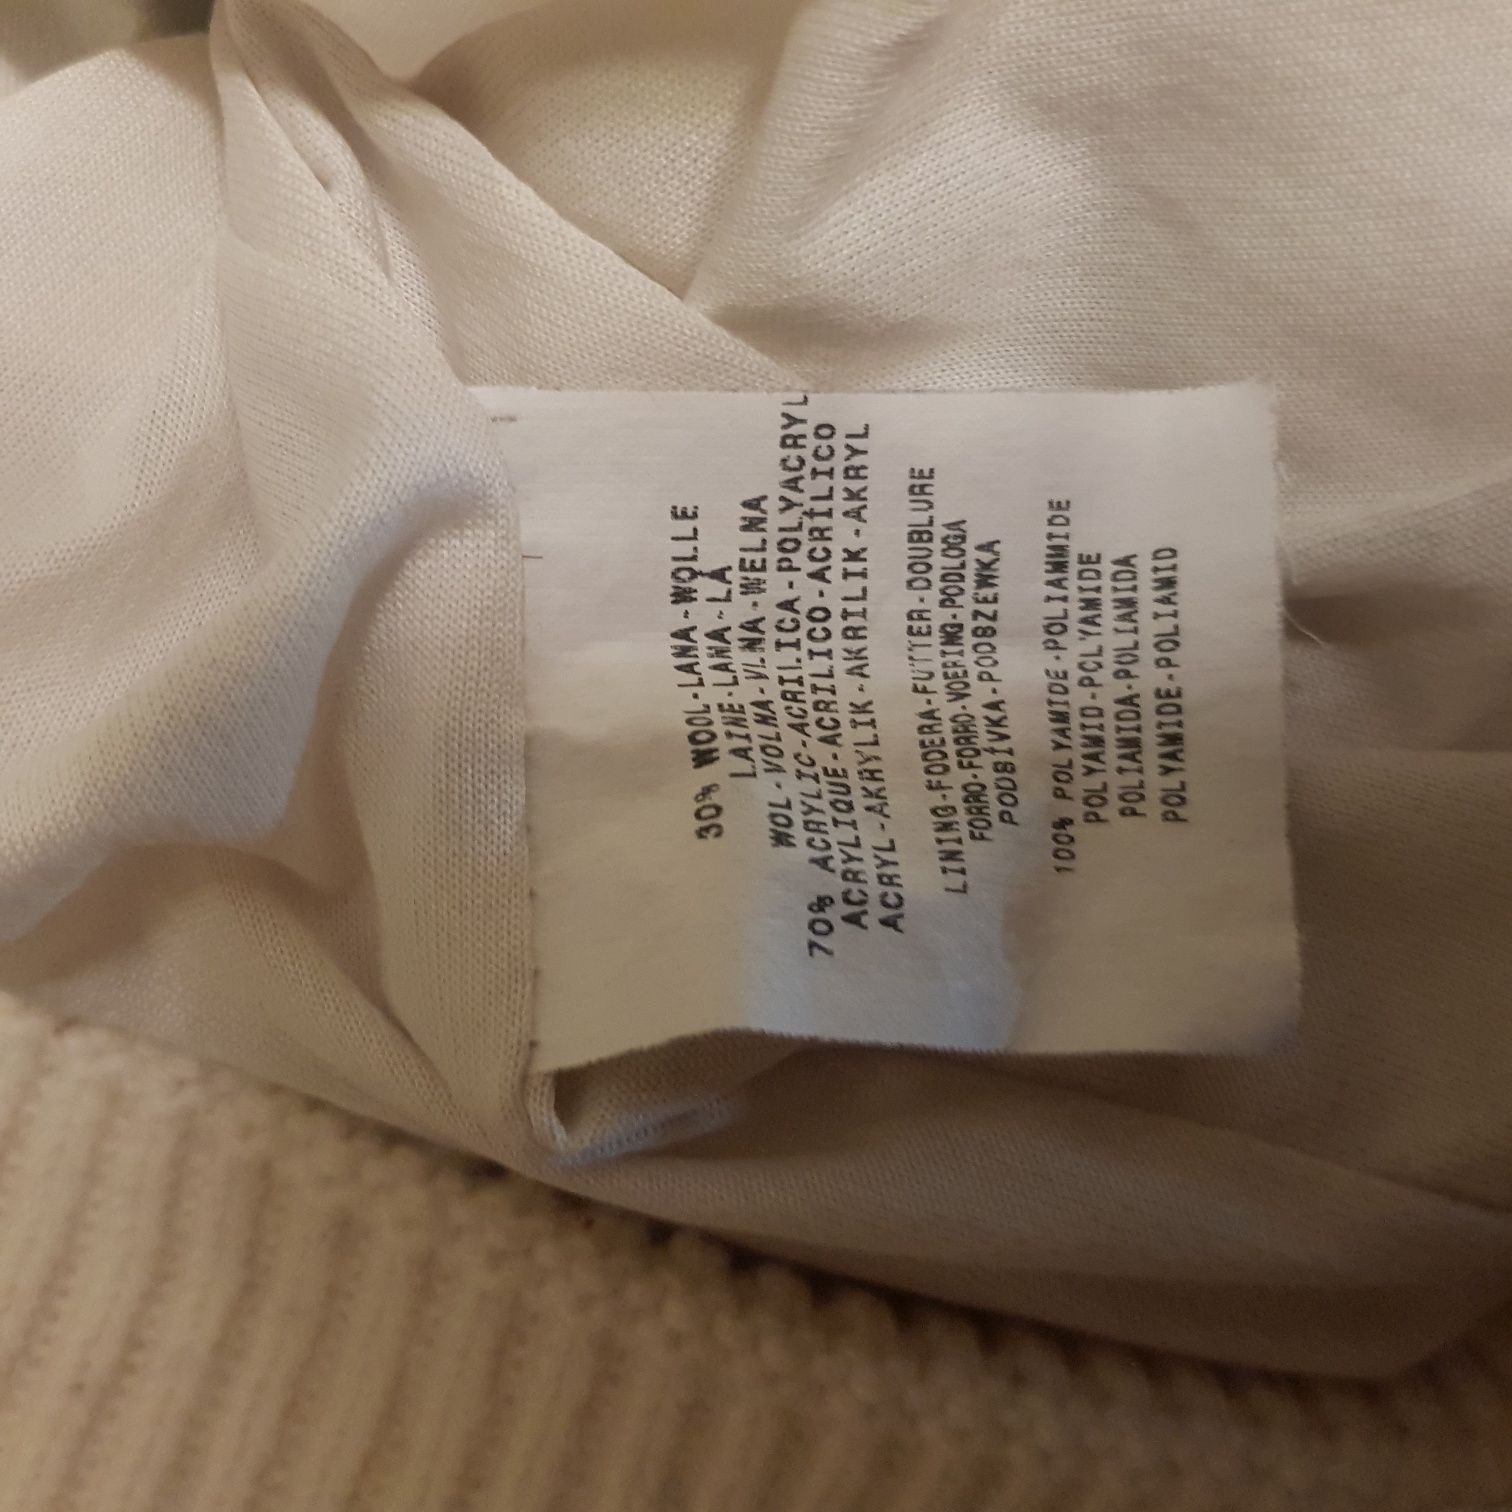 30% WOOL-LANA-WOLLE
LAINE-LANA-LÃ
WOL-VOLNA-VLNA-WELNA
70% ACRYLIC-ACRILICA-POLYACRYL
ACRYLIQUE-ACRILICO-ACRÍLICO
ACRYL-AKRYLIK-AKRILIK-AKRYL
LINING-FODERA-FUTTER-DOUBLURE
FORRO-FORRO-VOERING-PODLOGA
PODŠÍVKA-PODSZEWKA
100% POLYAMIDE-POLIAMMIDE
POLYAMID-POLYAMIDE
POLIAMIDA-POLIAMIDA
POLYAMIDE-POLIAMID